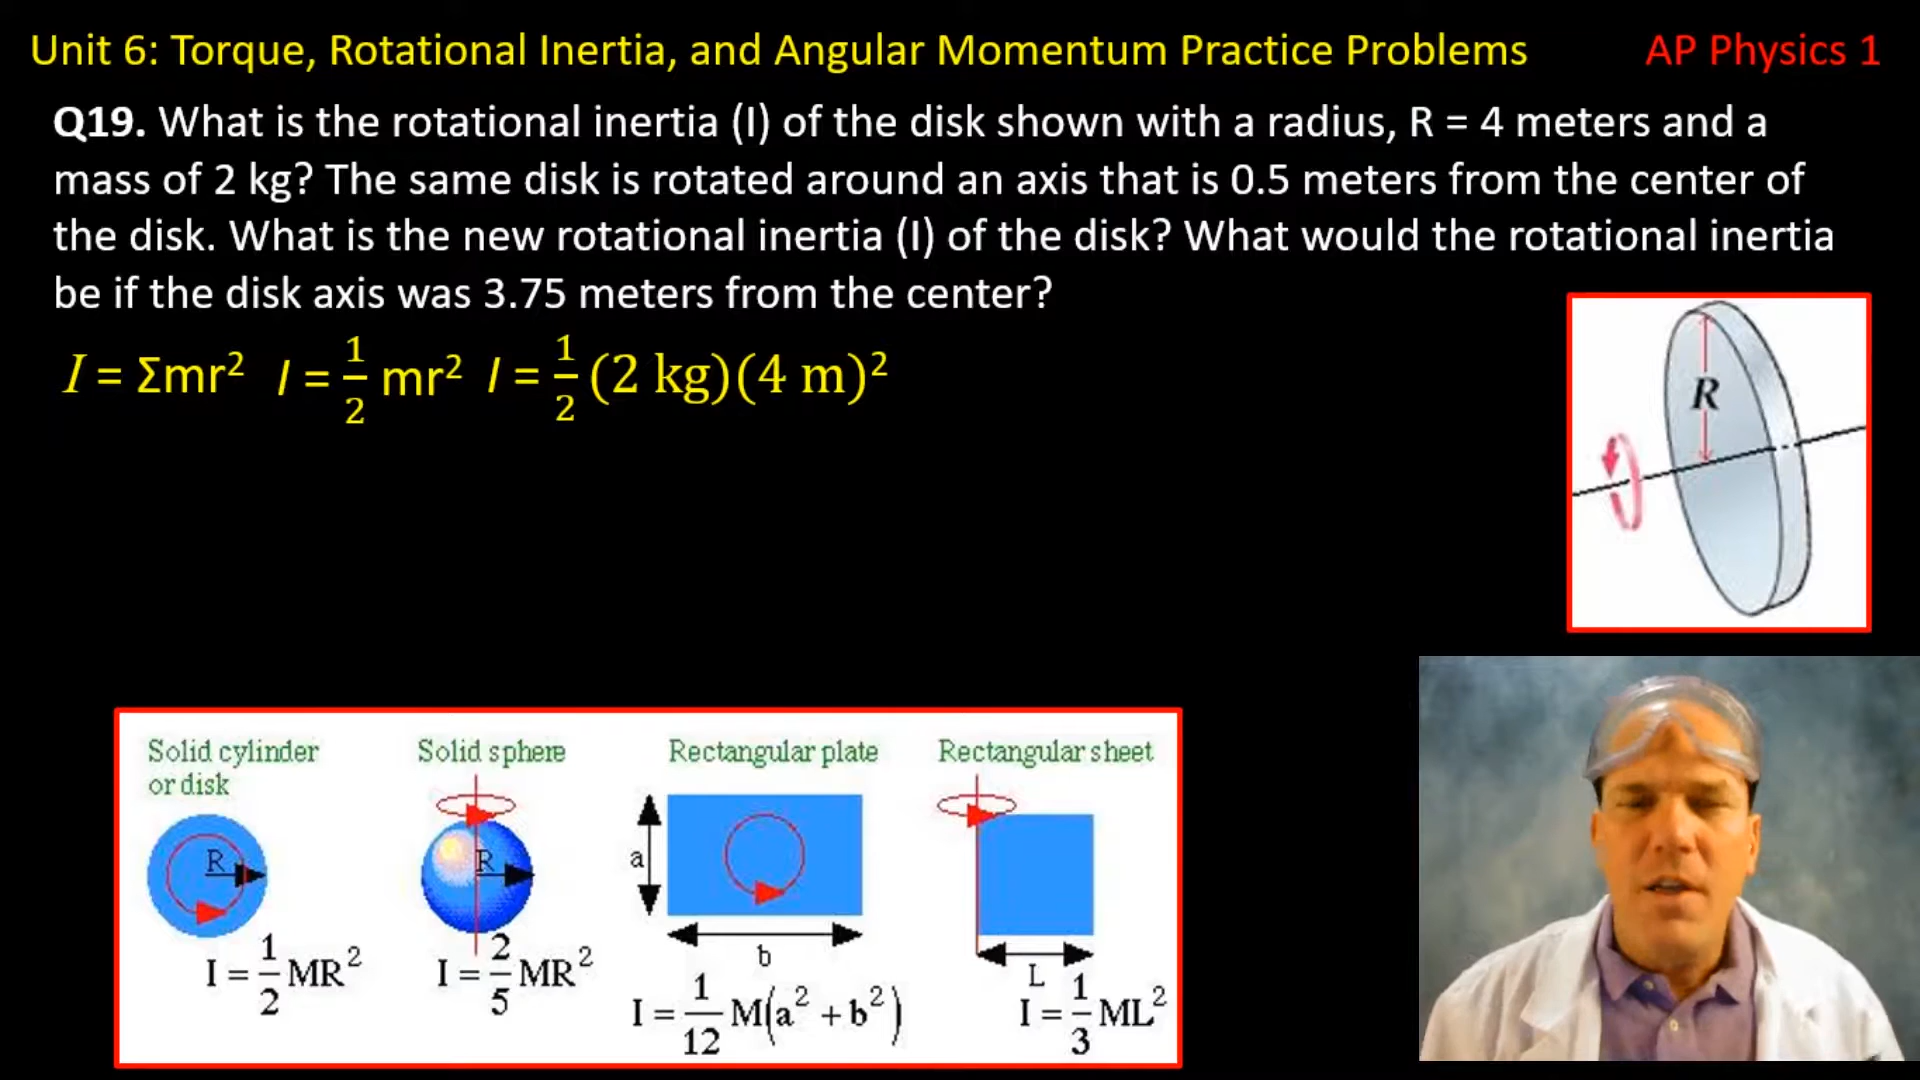 Unit 6: Torque, Rotational Inertia, and Angular Momentum Practice Problems
AP Physics 1
Q19. What is the rotational inertia (I) of the disk shown with a radius, R = 4 meters and a
mass of 2 kg? The same disk is rotated around an axis that is 0.5 meters from the center of
the disk. What is the new rotational inertia (I) of the disk? What would the rotational inertia
be if the disk axis was 3.75 meters from the center?
I = Σmr² I = 1/2 mr² I = 1/2 (2 kg)(4 m)²
R
Solid cylinder
or disk
R
I = 1/2 MR²
Solid sphere
R
I = 2/5 MR²
Rectangular plate
a
b
I = 1/12 M(a² + b²)
Rectangular sheet
L
I = 1/3 ML²